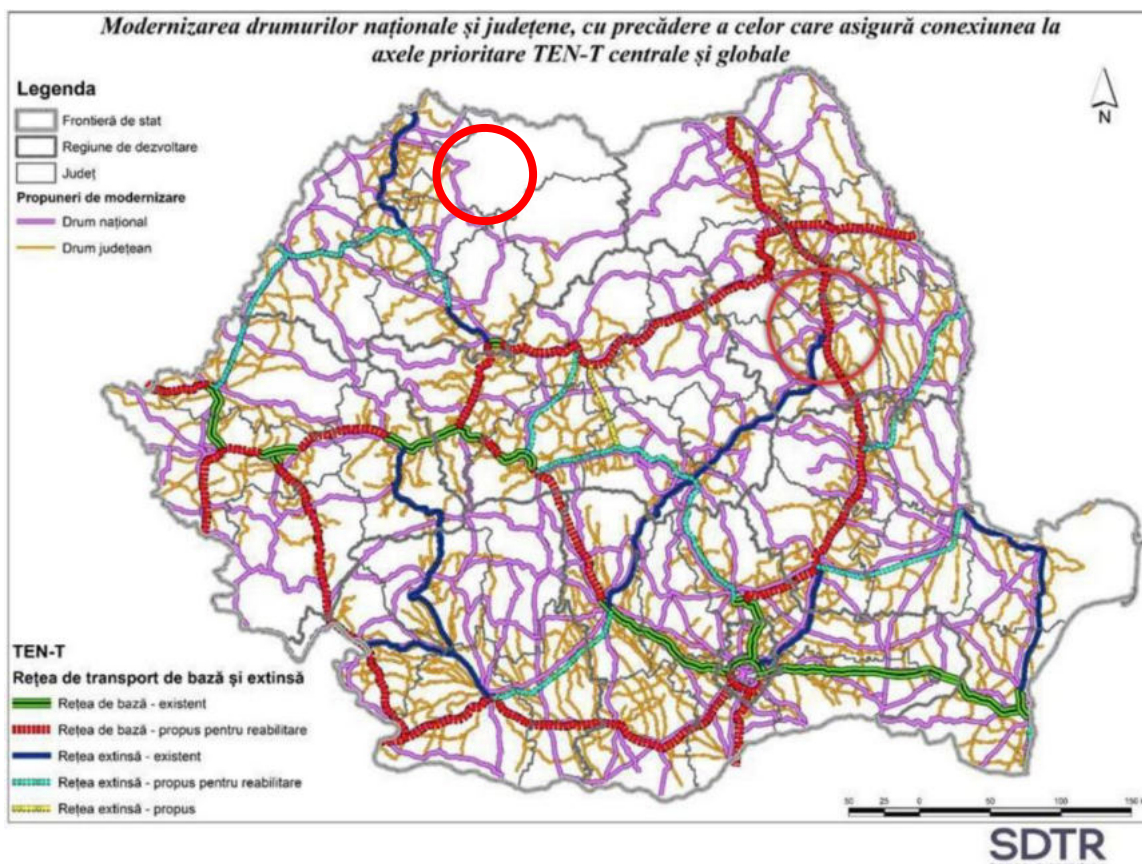 Modernizarea drumurilor naționale și județene, cu precădere a celor care asigură conexiunea la
axele prioritare TEN-T centrale și globale
Legenda
Frontieră de stat
Regiune de dezvoltare
Județ
Propuneri de modernizare
Drum național
Drum județean
N
TEN-T
Rețea de transport de bază și extinsă
Rețea de bază - existent
Rețea de bază - propus pentru reabilitare
Rețea extinsă - existent
Rețea extinsă - propus pentru reabilitare
Rețea extinsă - propus
50 25 0 50 100 150
SDTR